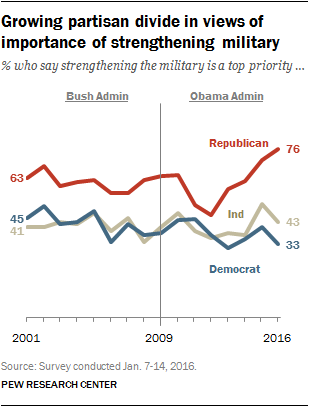 Growing partisan divide in views of
importance of strengthening military
% who say strengthening the military is a top priority ...
Bush Admin Obama Admin
Republican 76
63
Ind
45
43
41
33
Democrat
2001 2009 2016
Source: Survey conducted Jan. 7-14, 2016.
PEW RESEARCH CENTER